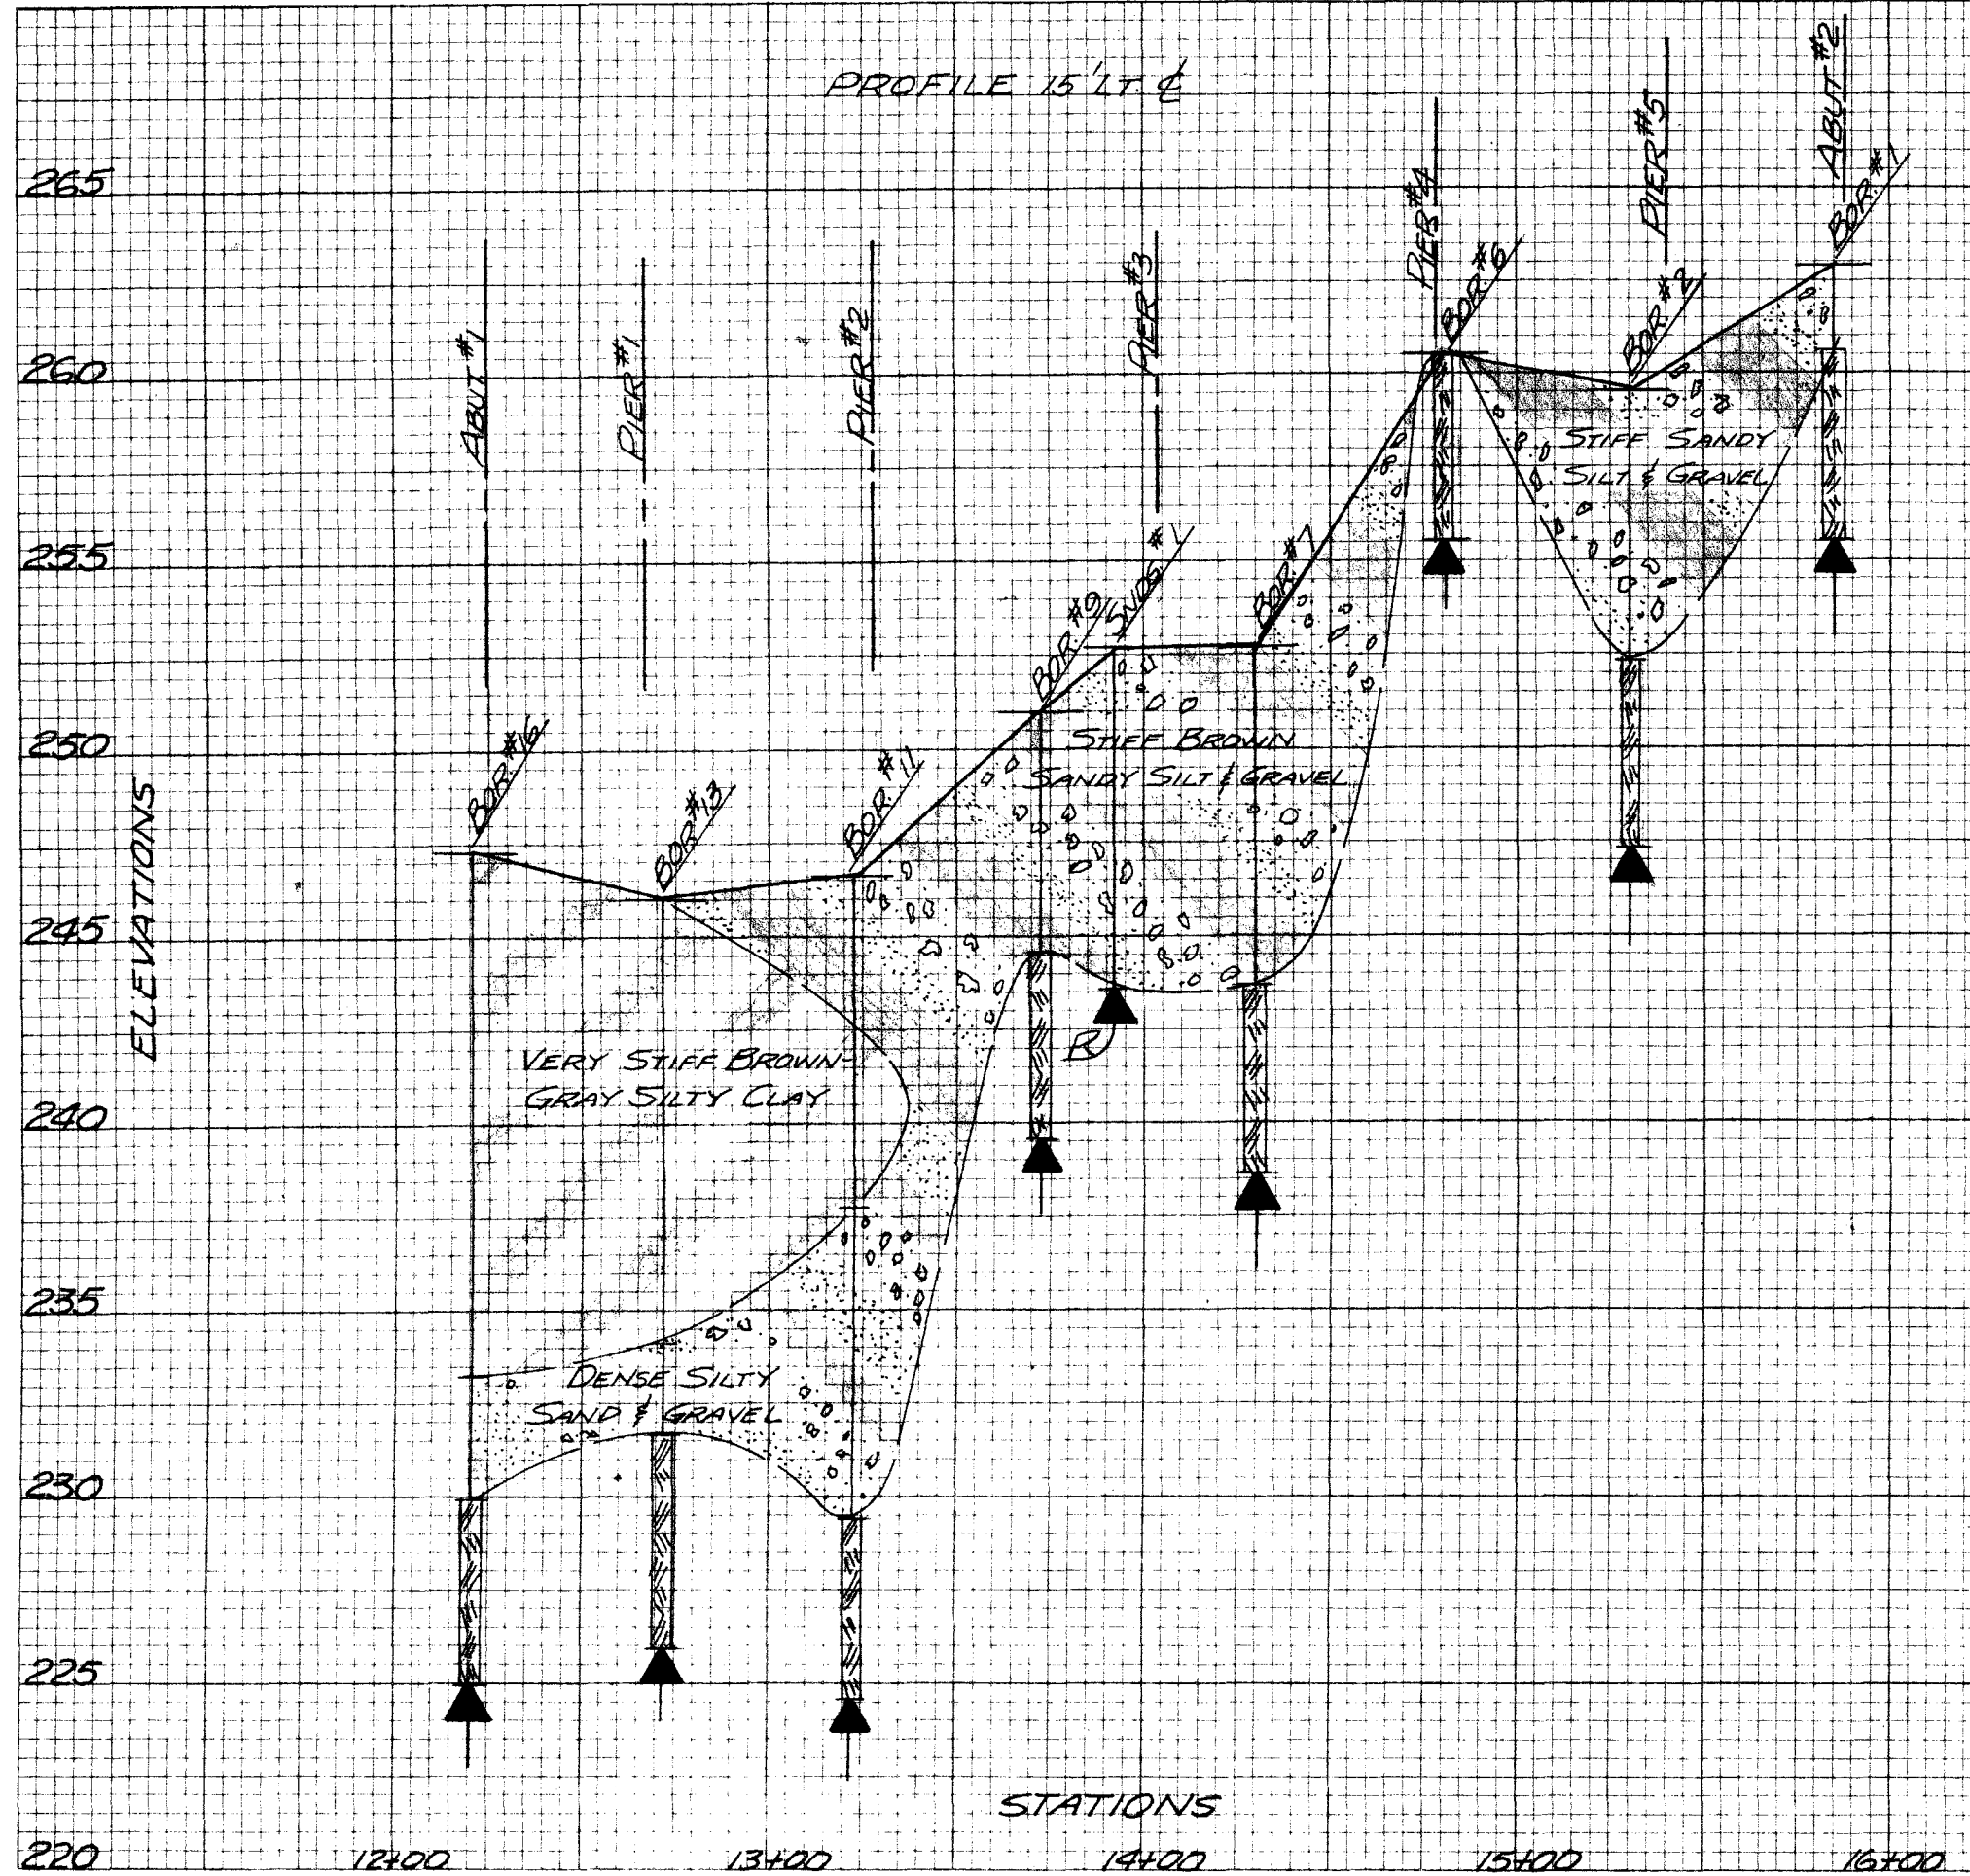 PROFILE 15' LT. ℄
ABUT #1
PIER #1
PIER #2
PIER #3
PIER #4
PIER #5
ABUT #2
BOR. #16
BOR. #13
BOR. #11
BOR. #9
SNDG. #1
BOR. #7
BOR. #6
BOR. #2
BOR. #1
265
260
255
250
245
240
235
230
225
220
ELEVATIONS
STIFF SANDY
SILT & GRAVEL
STIFF BROWN
SANDY SILT & GRAVEL
R
VERY STIFF BROWN-
GRAY SILTY CLAY
DENSE SILTY
SAND & GRAVEL
STATIONS
12+00
13+00
14+00
15+00
16+00